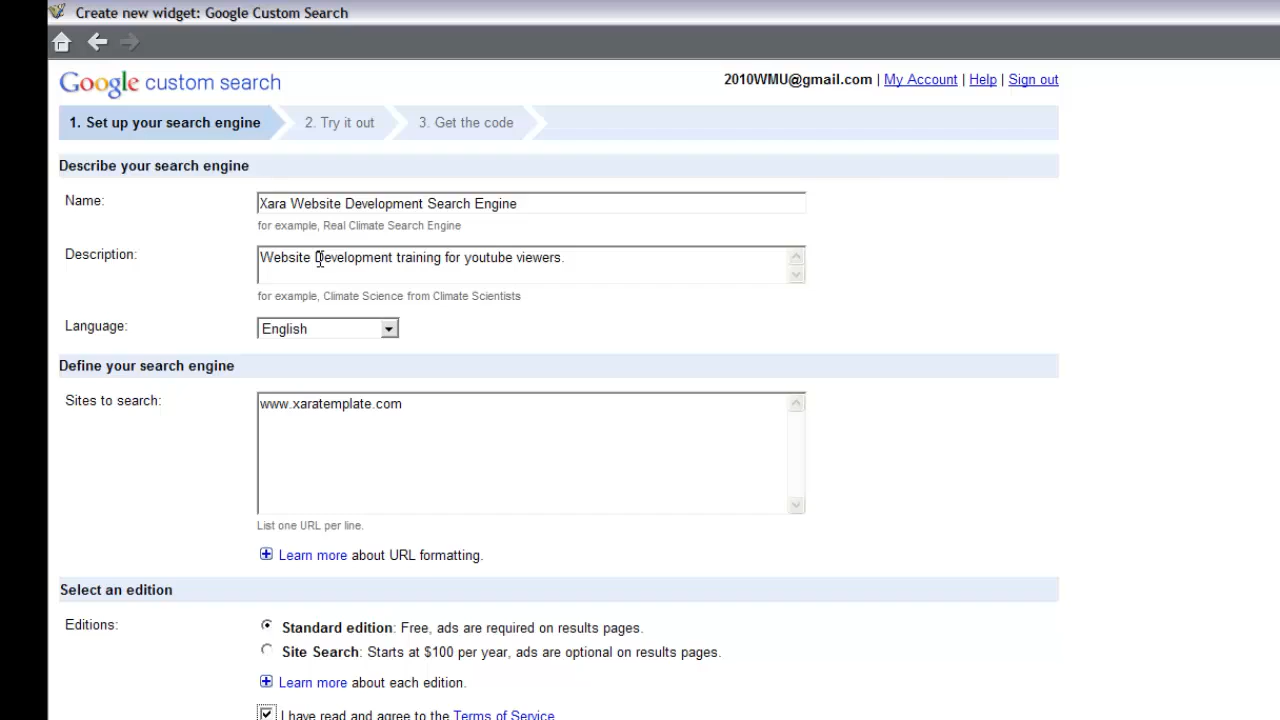 Create new widget: Google Custom Search
Google custom search
2010WMU@gmail.com | My Account | Help | Sign out
1. Set up your search engine 2. Try it out 3. Get the code
Describe your search engine
Name: Xara Website Development Search Engine
for example, Real Climate Search Engine
Description: Website Development training for youtube viewers.
for example, Climate Science from Climate Scientists
Language: English
Define your search engine
Sites to search: www.xaratemplate.com
List one URL per line.
Learn more about URL formatting.
Select an edition
Editions: Standard edition: Free, ads are required on results pages.
Site Search: Starts at $100 per year, ads are optional on results pages.
Learn more about each edition.
I have read and agree to the Terms of Service